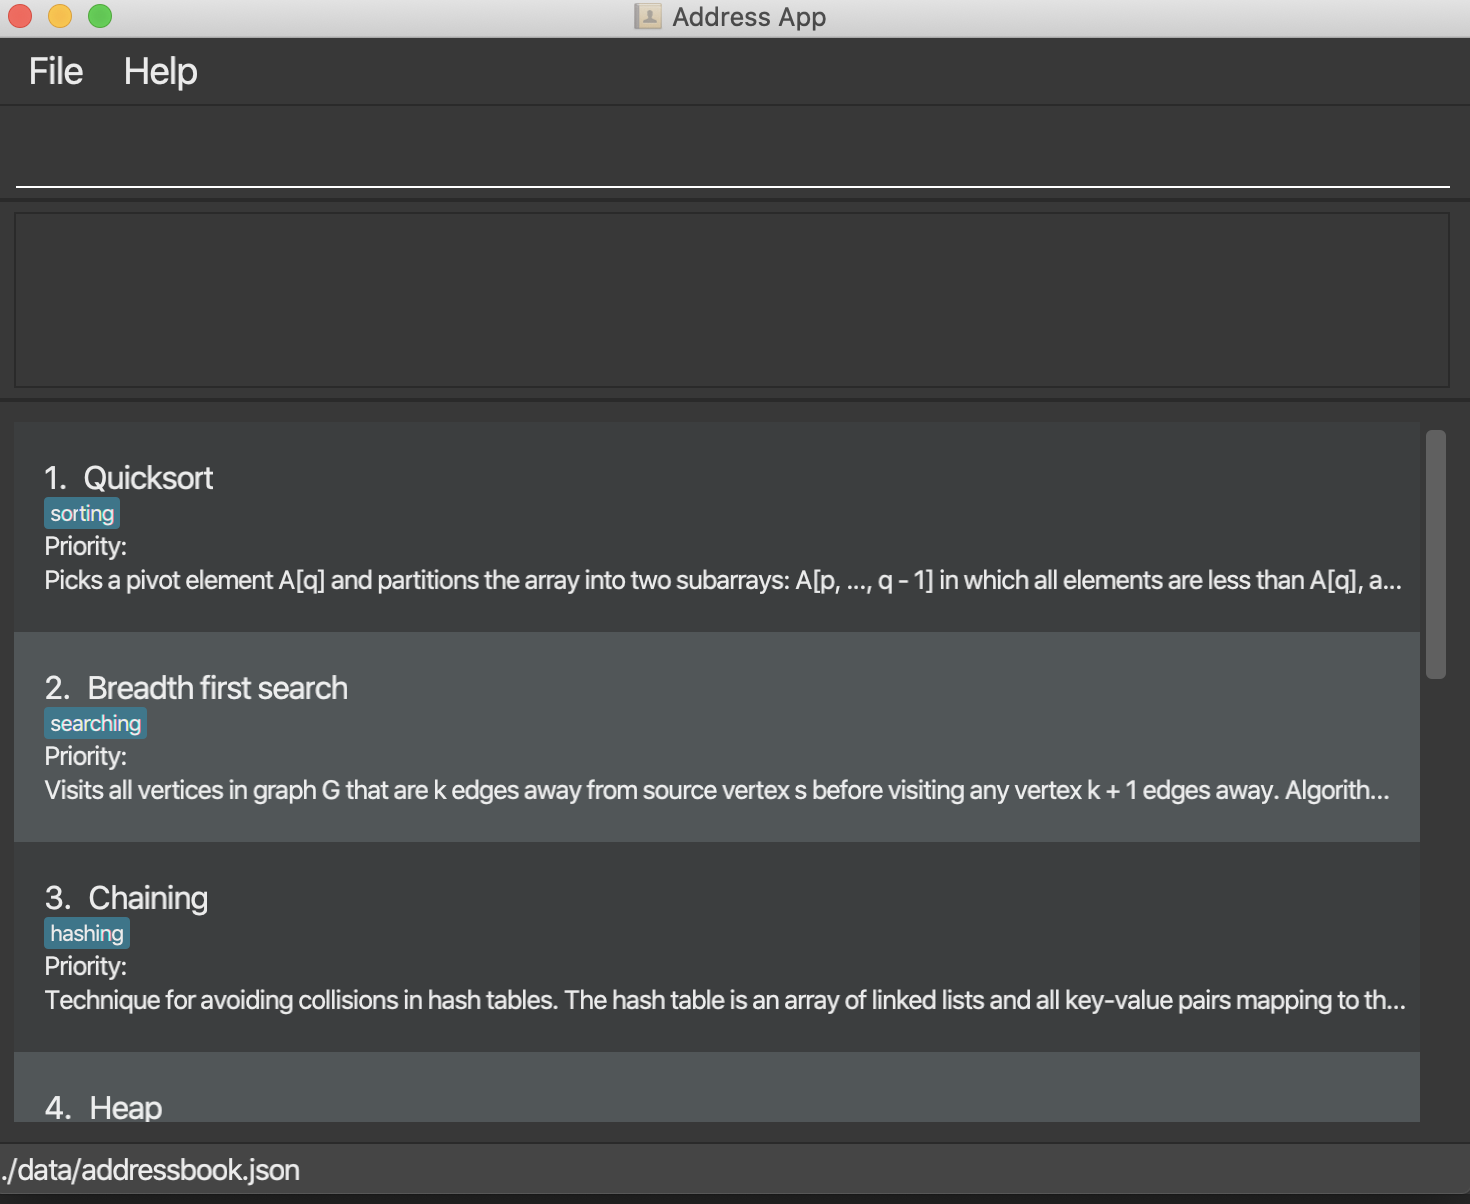 Address App
File Help
1. Quicksort
sorting
Priority:
Picks a pivot element A[q] and partitions the array into two subarrays: A[p, ..., q - 1] in which all elements are less than A[q], a...
2. Breadth first search
searching
Priority:
Visits all vertices in graph G that are k edges away from source vertex s before visiting any vertex k + 1 edges away. Algorith...
3. Chaining
hashing
Priority:
Technique for avoiding collisions in hash tables. The hash table is an array of linked lists and all key-value pairs mapping to th...
4. Heap
./data/addressbook.json